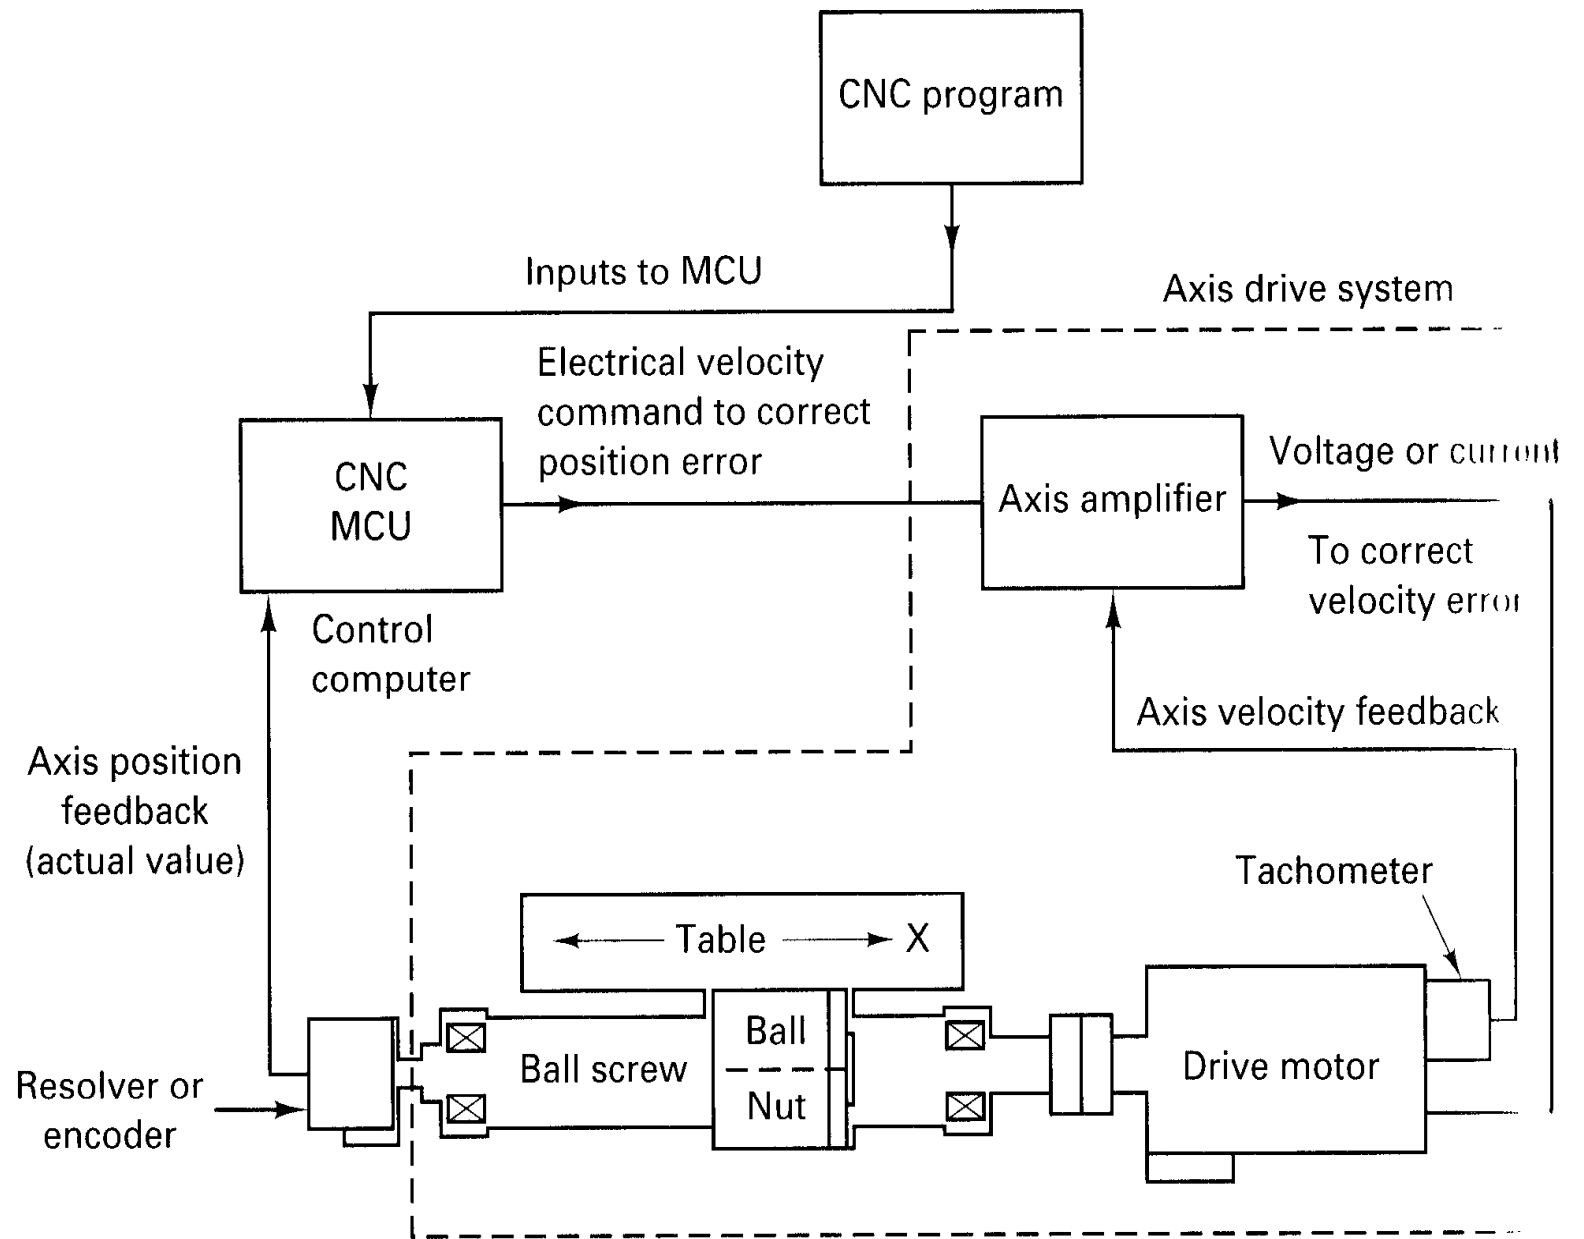 CNC program
Inputs to MCU
Axis drive system
Electrical velocity
command to correct
position error
CNC
MCU
Axis amplifier
Voltage or current
To correct
velocity error
Control
computer
Axis velocity feedback
Axis position
feedback
(actual value)
Tachometer
Table X
Ball
Nut
Ball screw
Drive motor
Resolver or
encoder